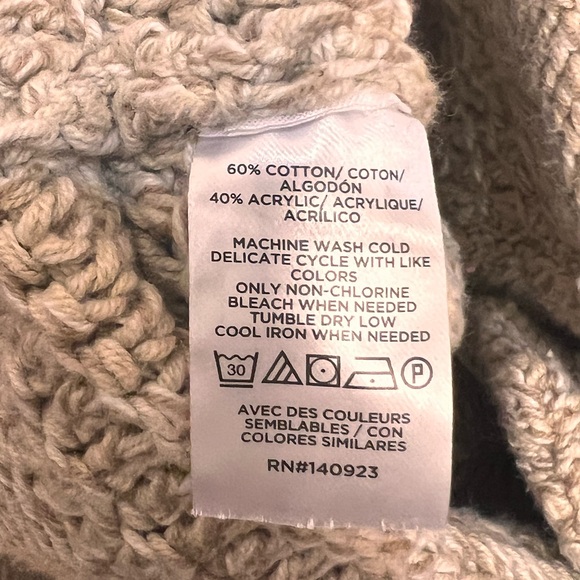 60% COTTON/ COTON/
ALGODÓN
40% ACRYLIC/ ACRYLIQUE/
ACRÍLICO
MACHINE WASH COLD
DELICATE CYCLE WITH LIKE
COLORS
ONLY NON-CHLORINE
BLEACH WHEN NEEDED
TUMBLE DRY LOW
COOL IRON WHEN NEEDED
30 P
AVEC DES COULEURS
SEMBLABLES / CON
COLORES SIMILARES
RN#140923